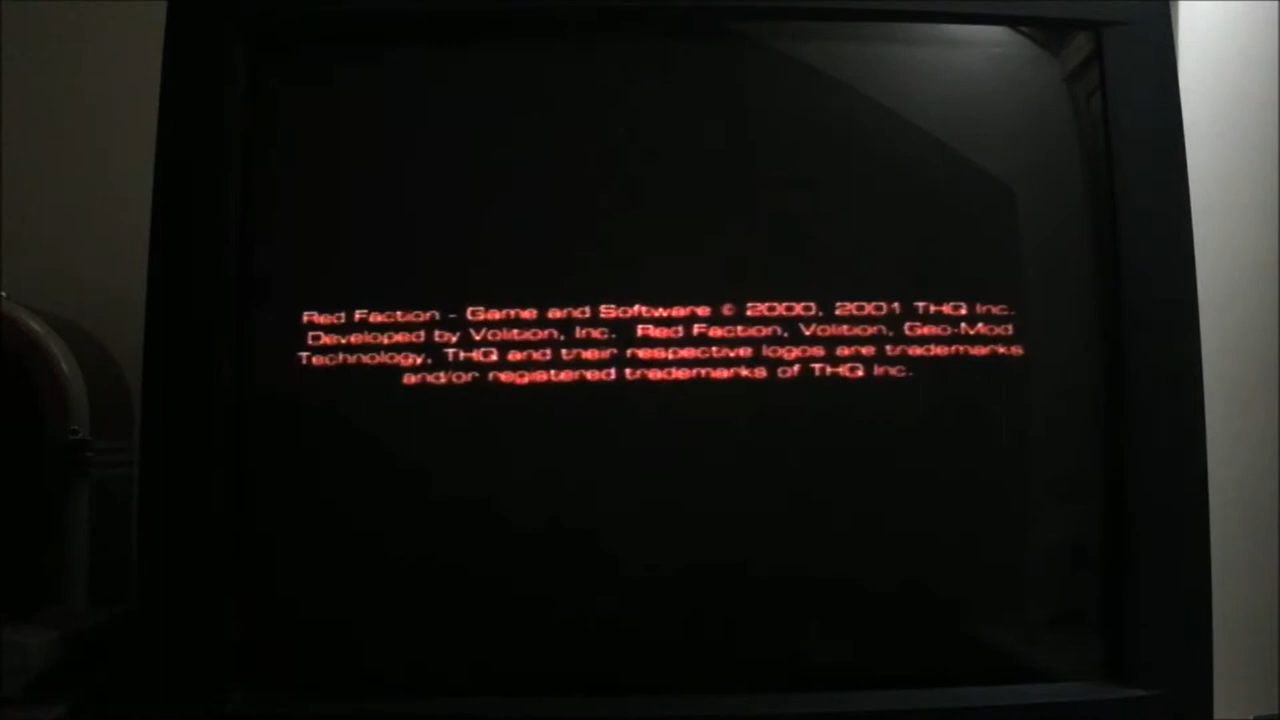 Red Faction - Game and Software © 2000, 2001 THQ Inc.
Developed by Volition, Inc. Red Faction, Volition, Geo-Mod
Technology, THQ and their respective logos are trademarks
and/or registered trademarks of THQ Inc.